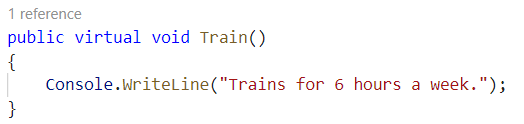 1 reference
public virtual void Train()
{
    Console.WriteLine("Trains for 6 hours a week.");
}